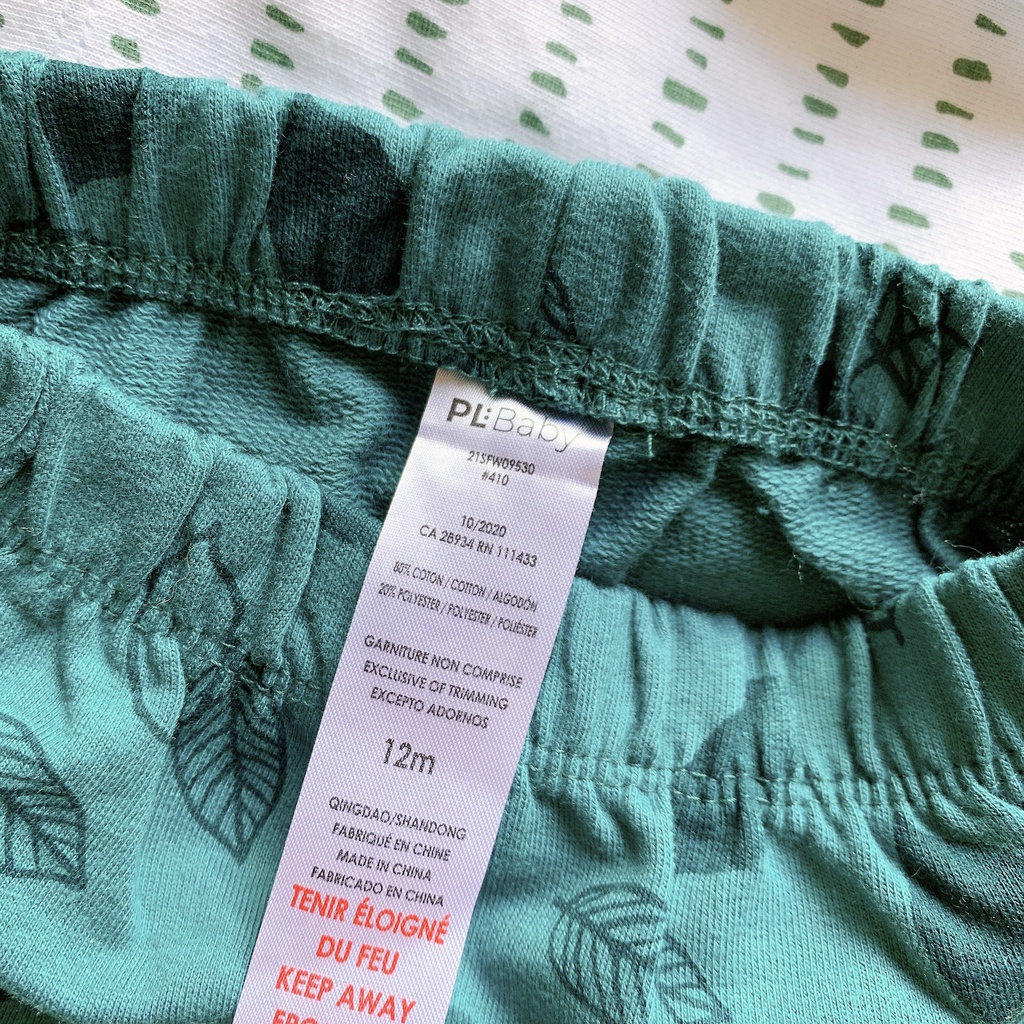 PL: Baby
21SFW09530
#410
10/2020
CA 28934 RN 111433
80% COTON / COTTON / ALGODÓN
20% POLYESTER / POLYESTER / POLIÉSTER
GARNITURE NON COMPRISE
EXCLUSIVE OF TRIMMING
EXCEPTO ADORNOS
12m
QINGDAO/SHANDONG
FABRIQUÉ EN CHINE
MADE IN CHINA
FABRICADO EN CHINA
TENIR ÉLOIGNÉ
DU FEU
KEEP AWAY